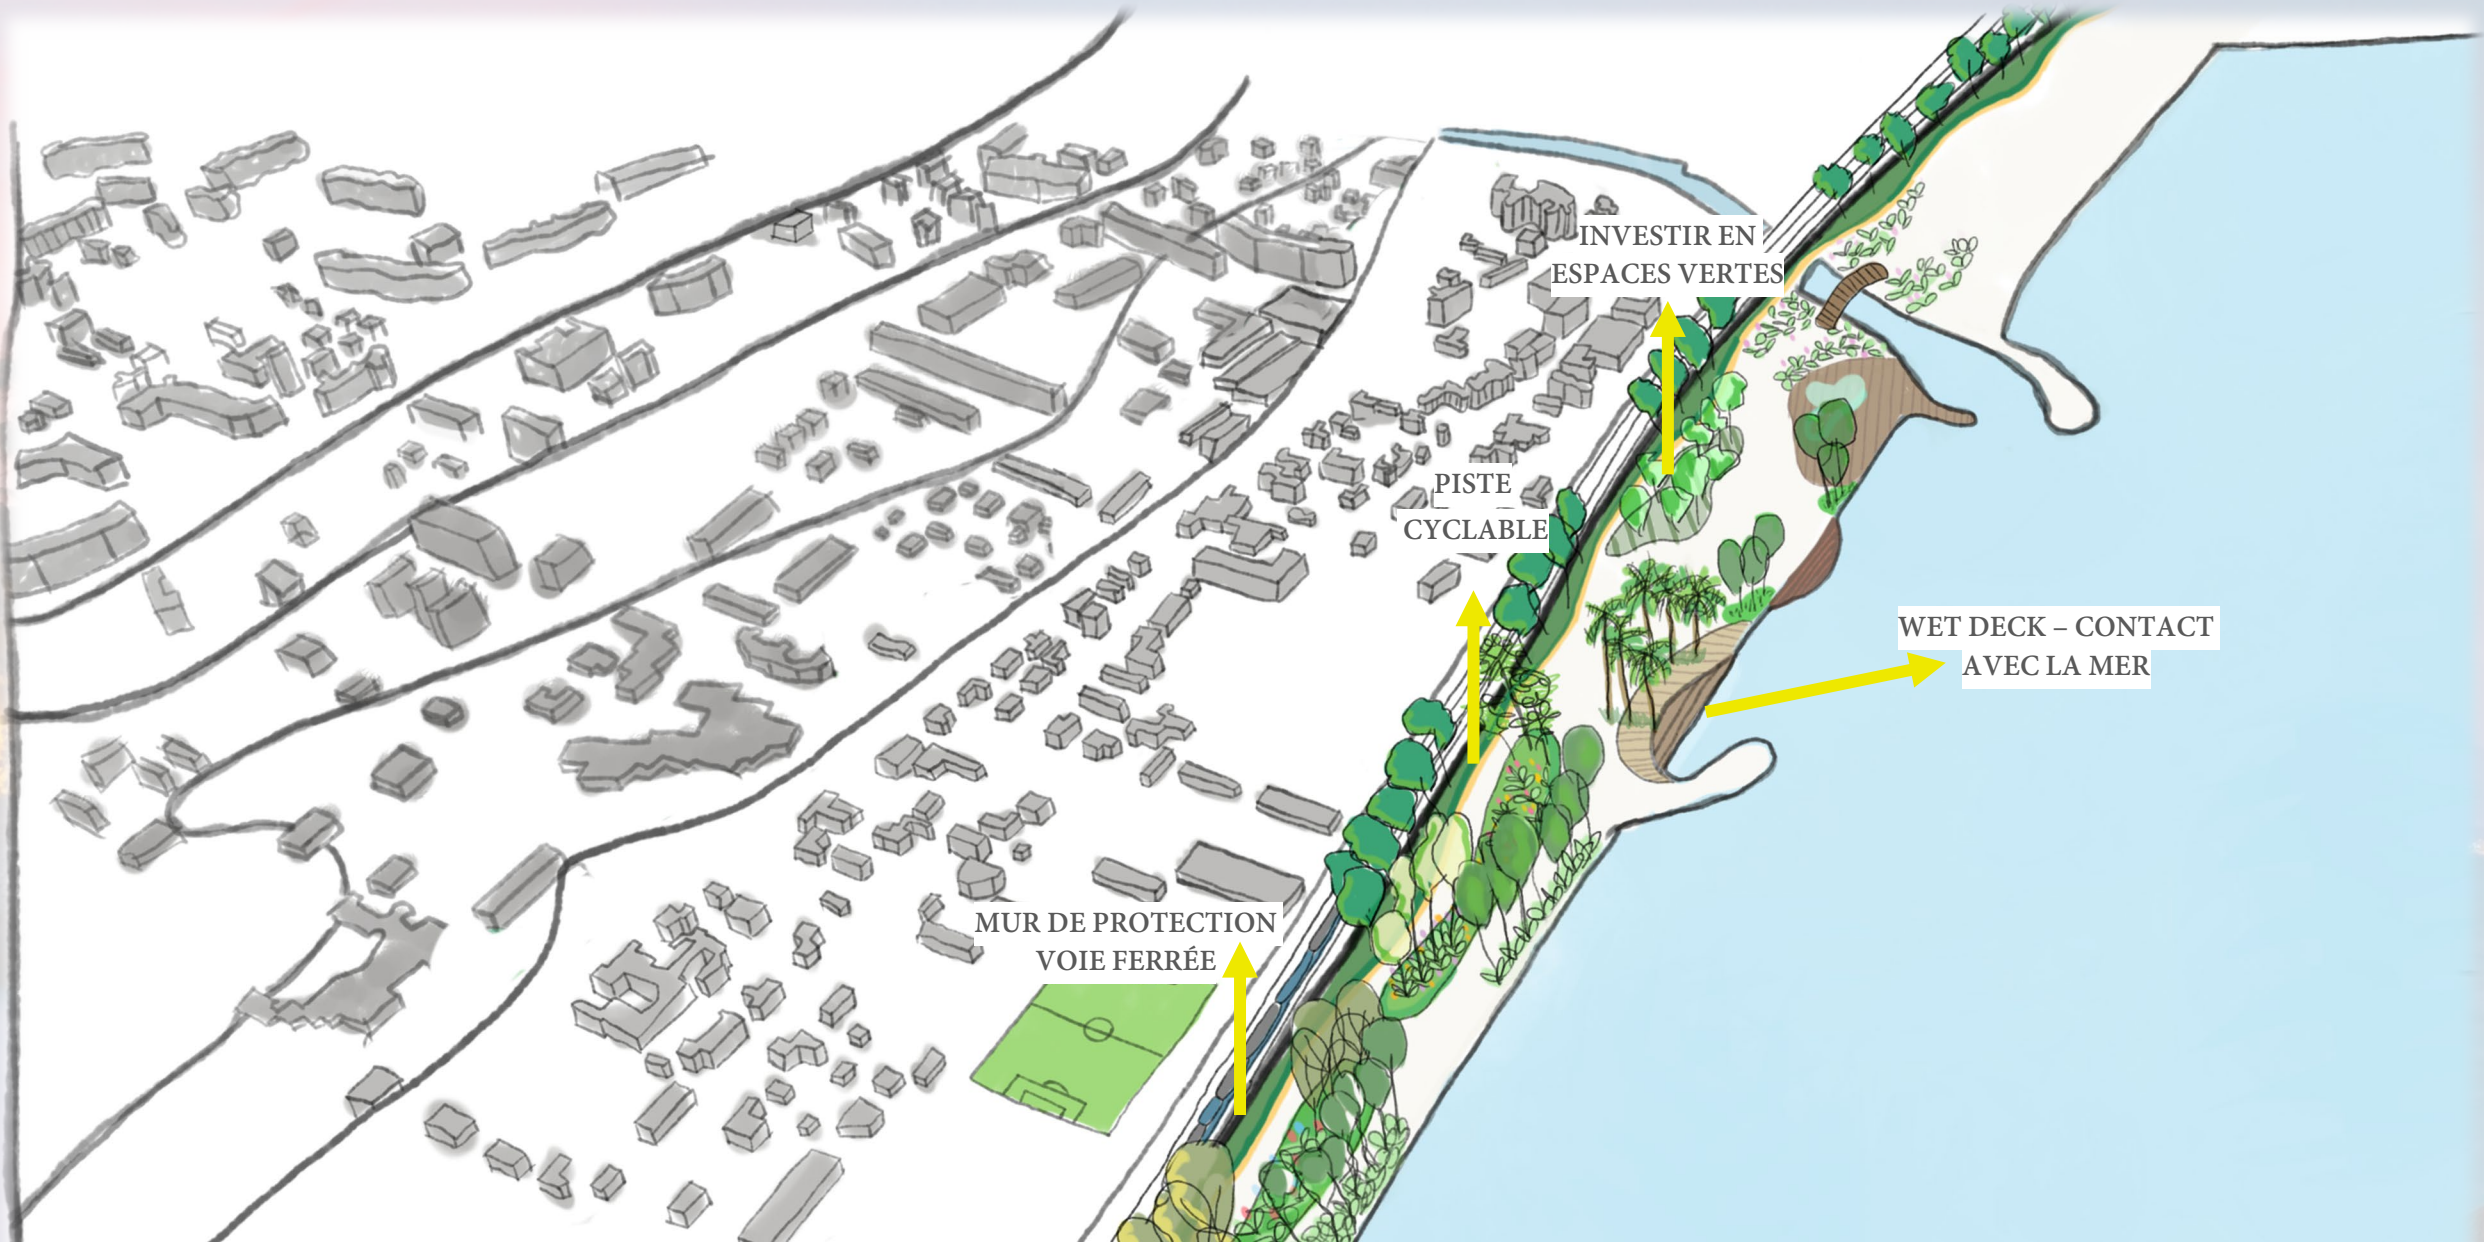 INVESTIR EN
ESPACES VERTES
PISTE
CYCLABLE
WET DECK – CONTACT
AVEC LA MER
MUR DE PROTECTION
VOIE FERRÉE